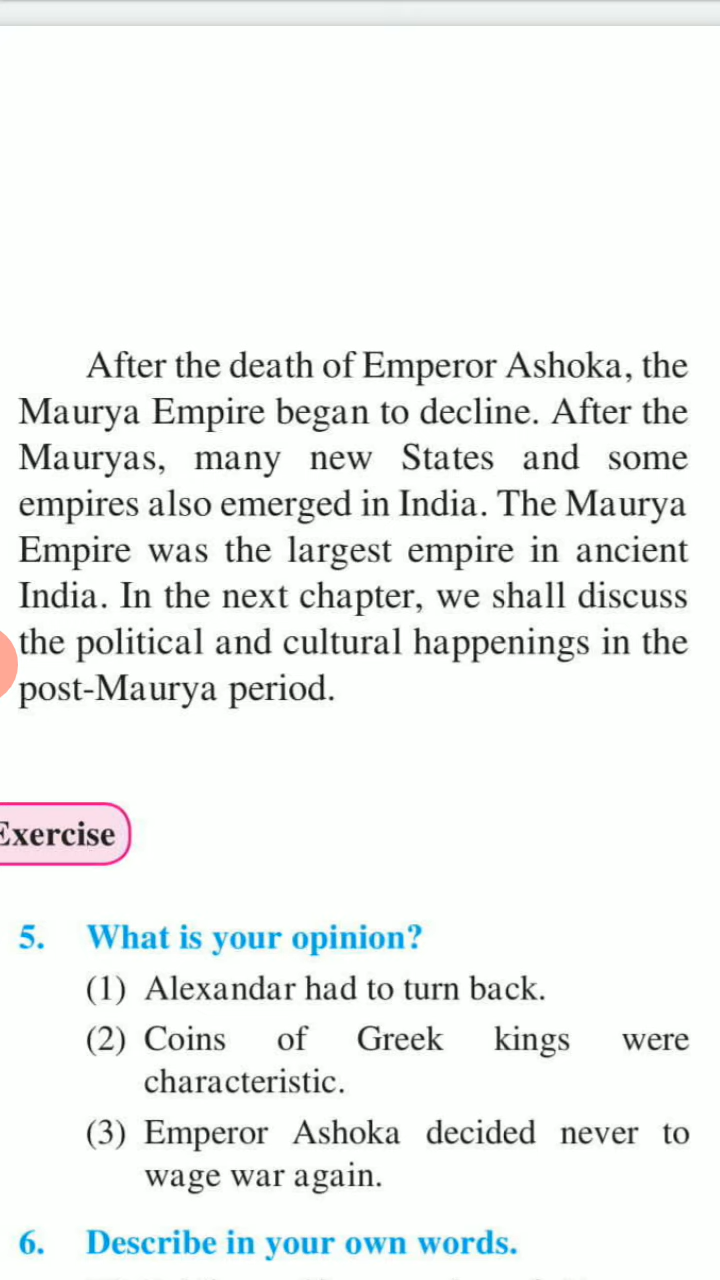 After the death of Emperor Ashoka, the
Maurya Empire began to decline. After the
Mauryas, many new States and some
empires also emerged in India. The Maurya
Empire was the largest empire in ancient
India. In the next chapter, we shall discuss
the political and cultural happenings in the
post-Maurya period.
Exercise
5. What is your opinion?
(1) Alexandar had to turn back.
(2) Coins of Greek kings were
characteristic.
(3) Emperor Ashoka decided never to
wage war again.
6. Describe in your own words.